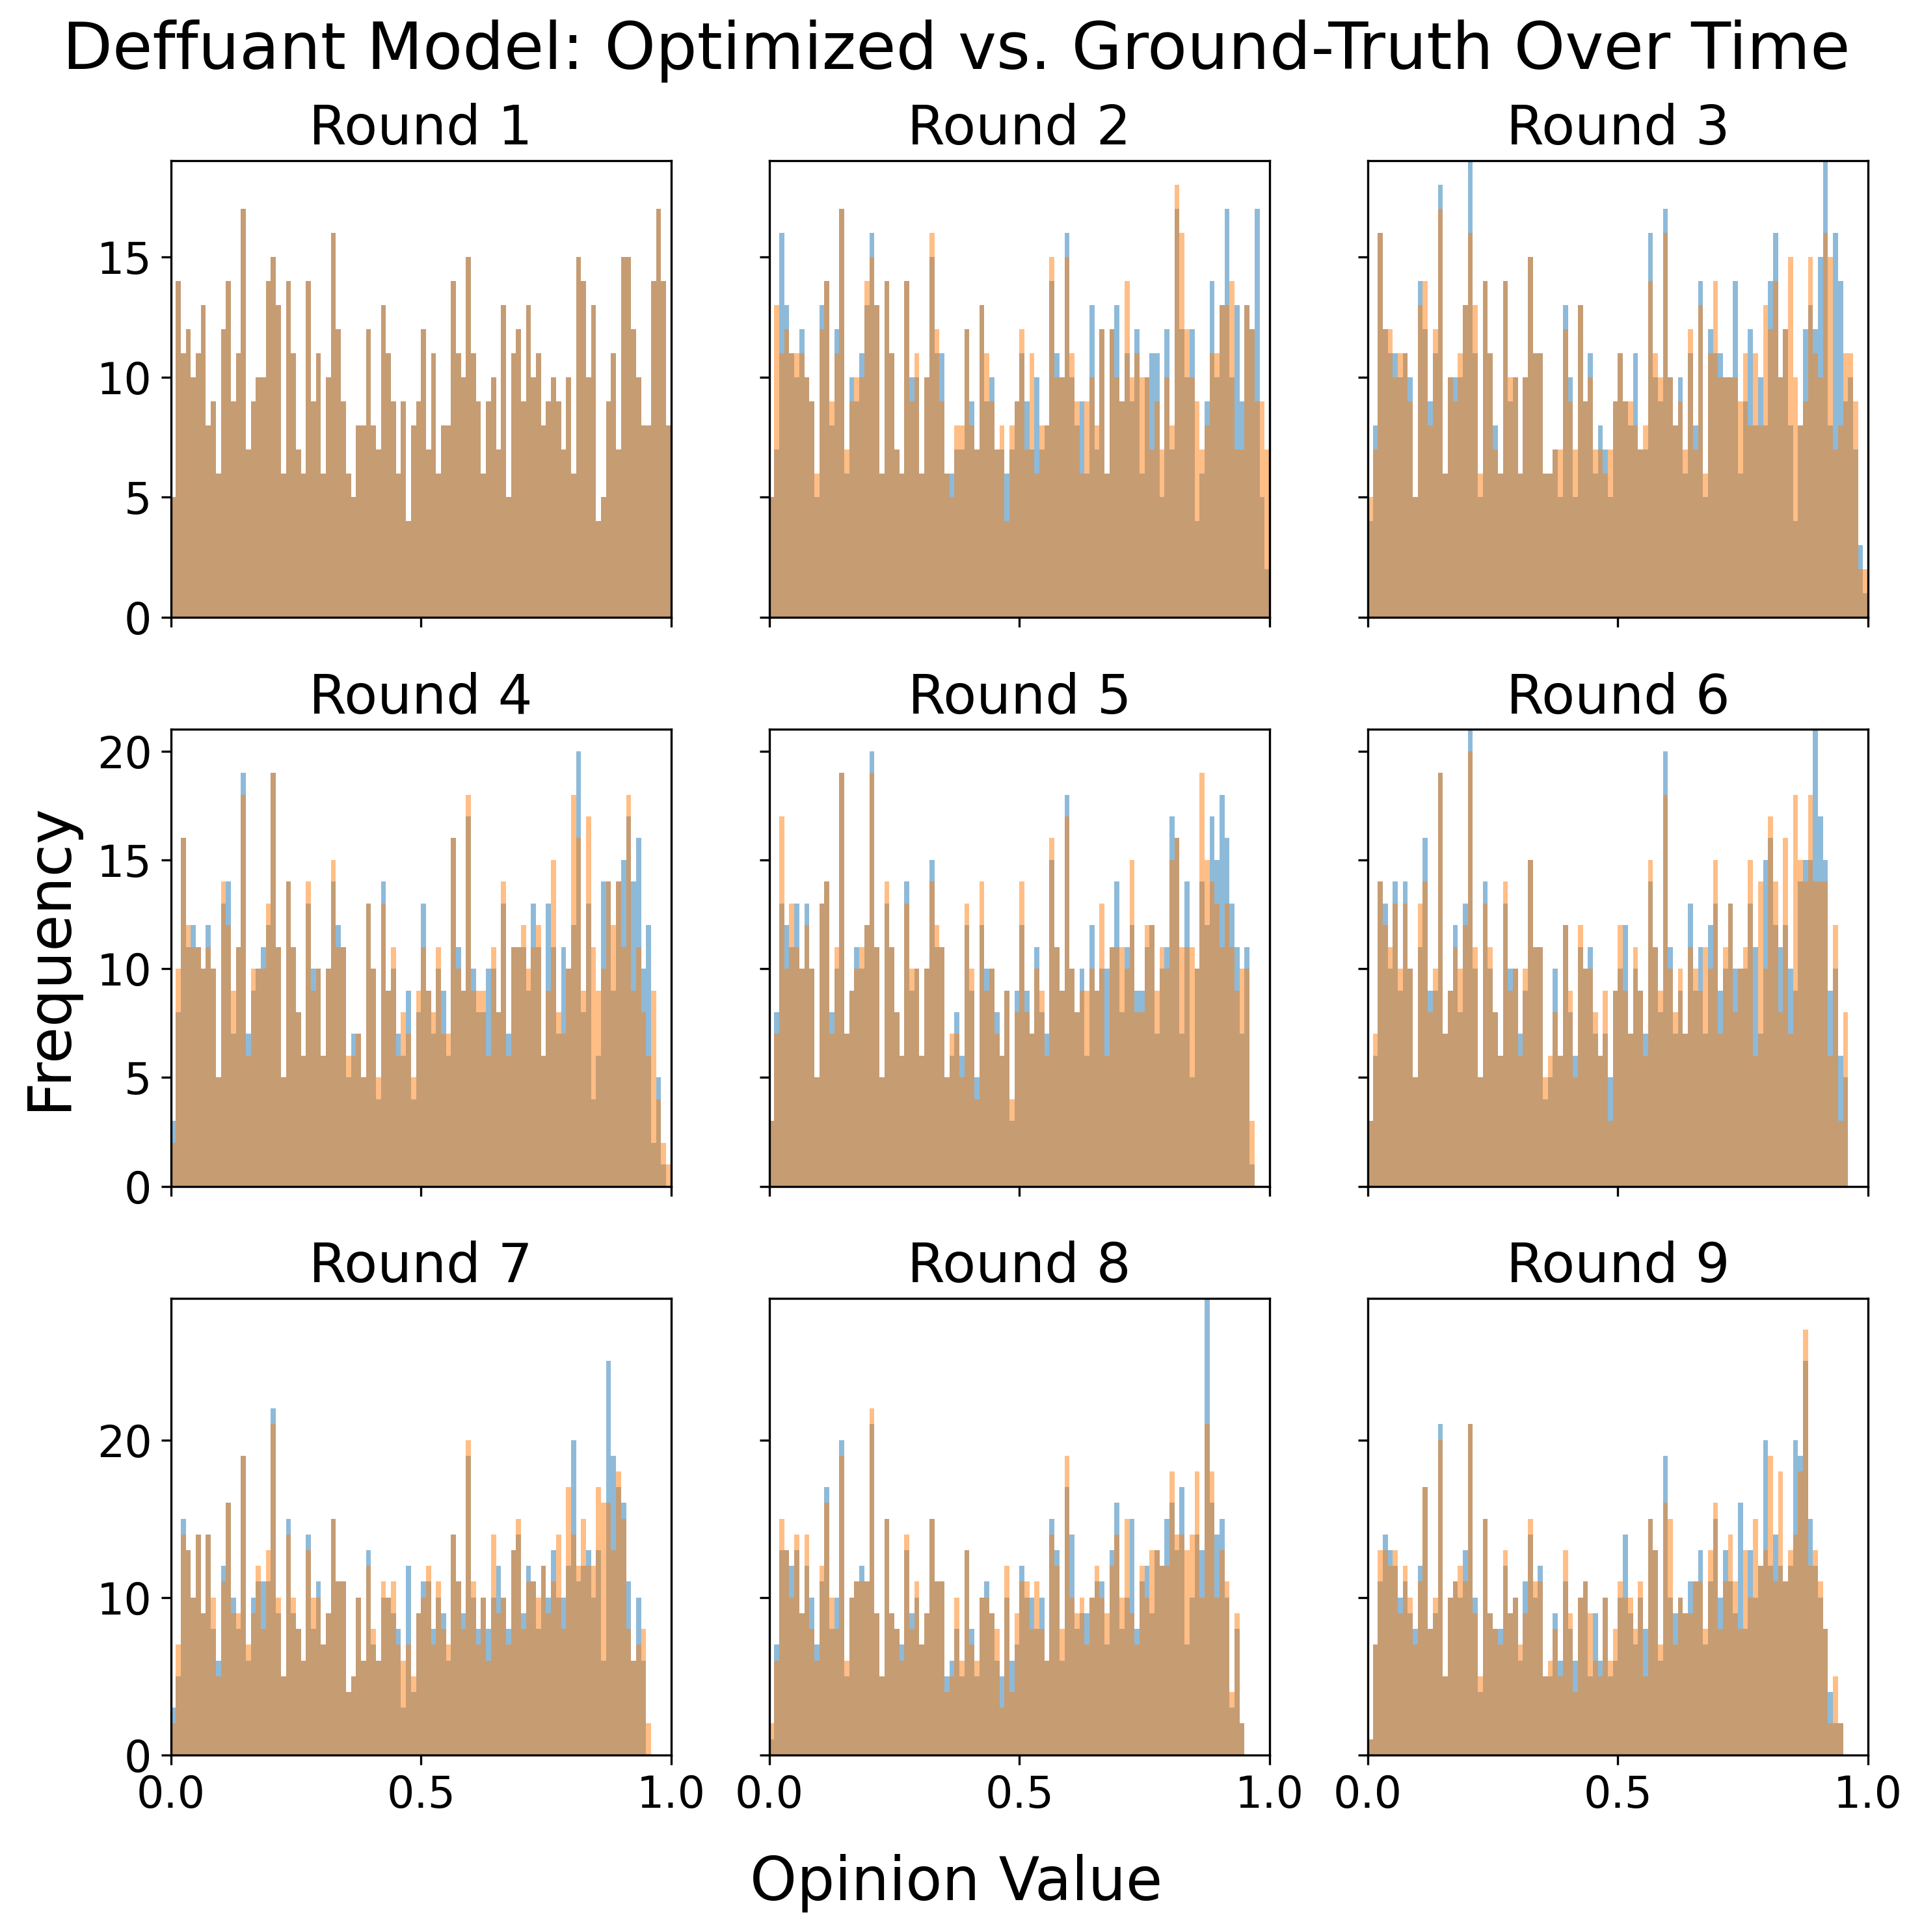 Deffuant Model: Optimized vs. Ground-Truth Over Time
Round 1
Round 2
Round 3
15
10
5
0
Round 4
Round 5
Round 6
20
15
10
5
0
Frequency
Round 7
Round 8
Round 9
20
10
0
0.0 0.5 1.0
0.0 0.5 1.0
0.0 0.5 1.0
Opinion Value